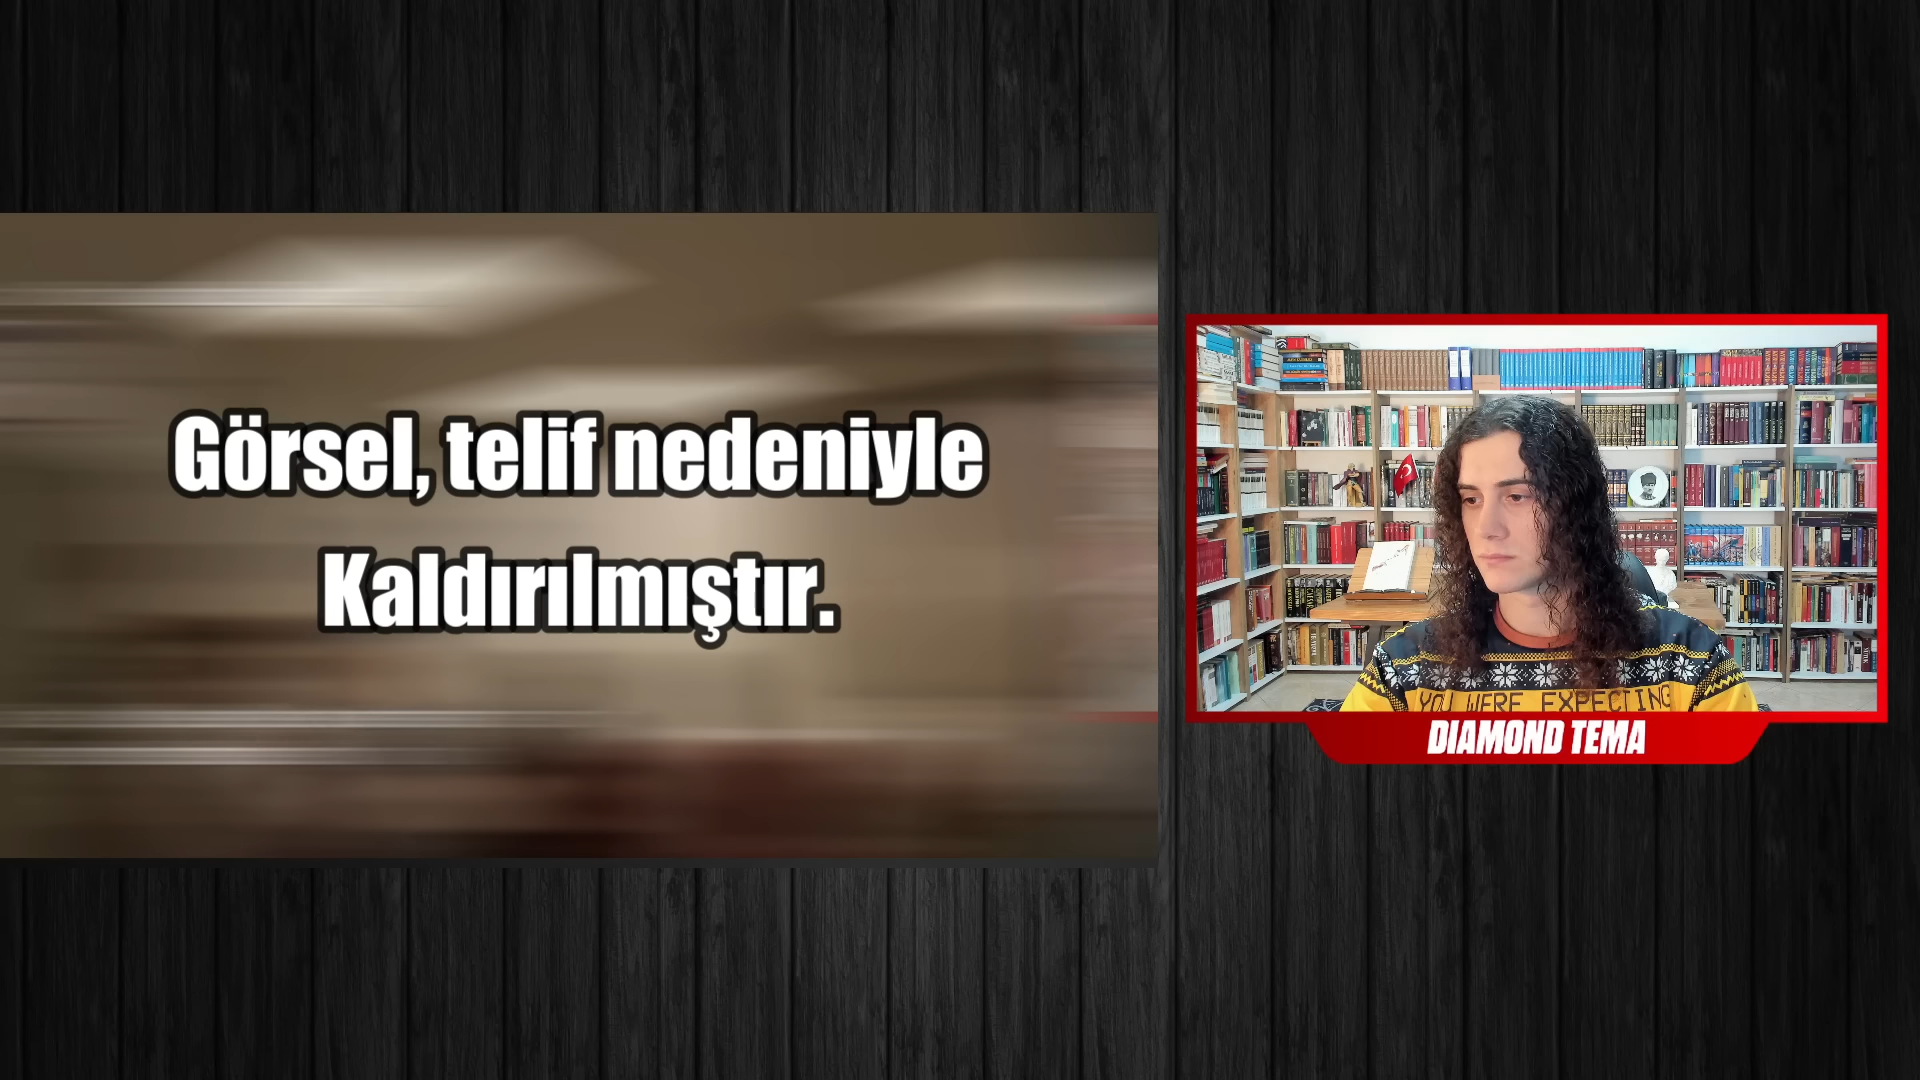 Görsel, telif nedeniyle
Kaldırılmıştır.
YOU WERE EXPECTING
DIAMOND TEMA